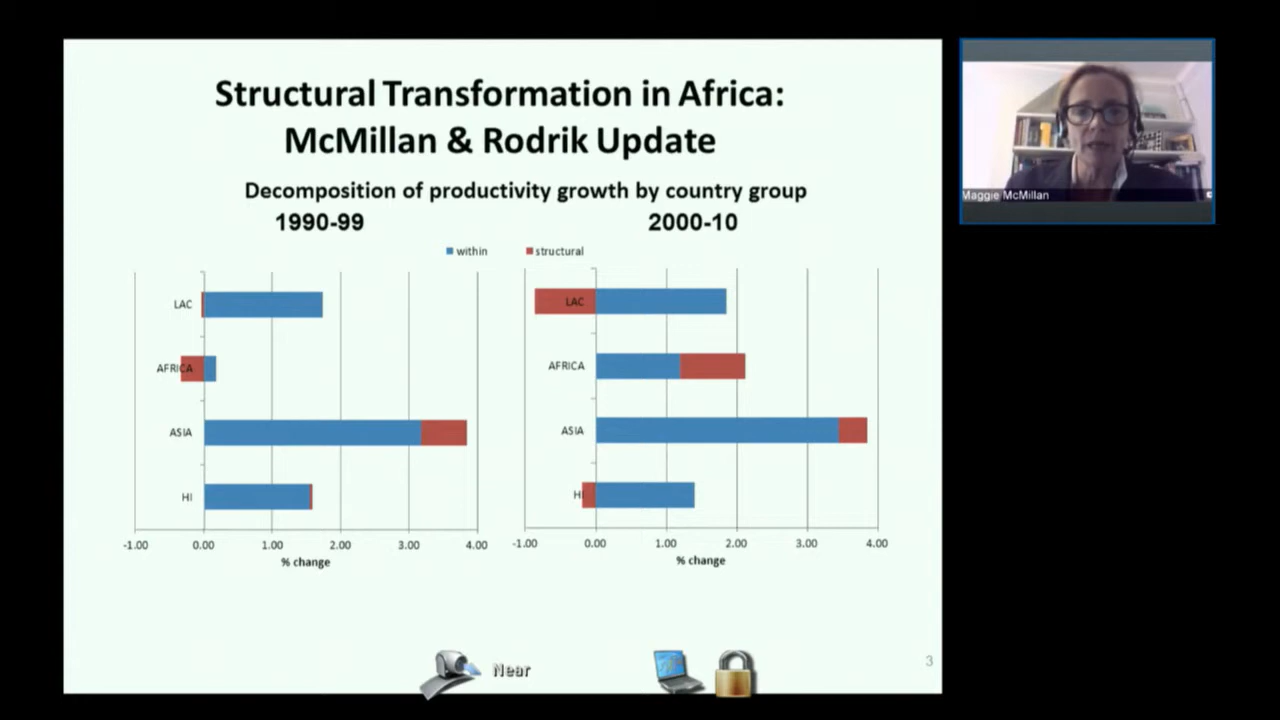 Structural Transformation in Africa:
McMillan & Rodrik Update
Decomposition of productivity growth by country group
1990-99
2000-10
within
structural
LAC
AFRICA
ASIA
HI
-1.00 0.00 1.00 2.00 3.00 4.00
% change
LAC
AFRICA
ASIA
HI
-1.00 0.00 1.00 2.00 3.00 4.00
% change
Near
3
Maggie McMillan